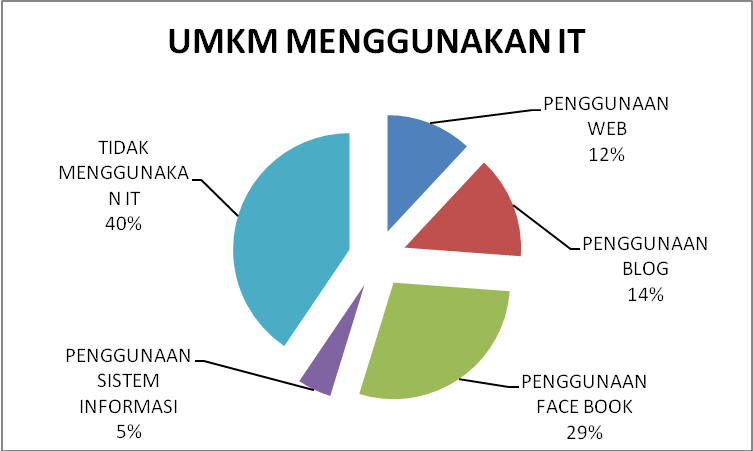 UMKM MENGGUNAKAN IT
PENGGUNAAN
WEB
12%
PENGGUNAAN
BLOG
14%
PENGGUNAAN
FACE BOOK
29%
PENGGUNAAN
SISTEM
INFORMASI
5%
TIDAK
MENGGUNAKA
N IT
40%